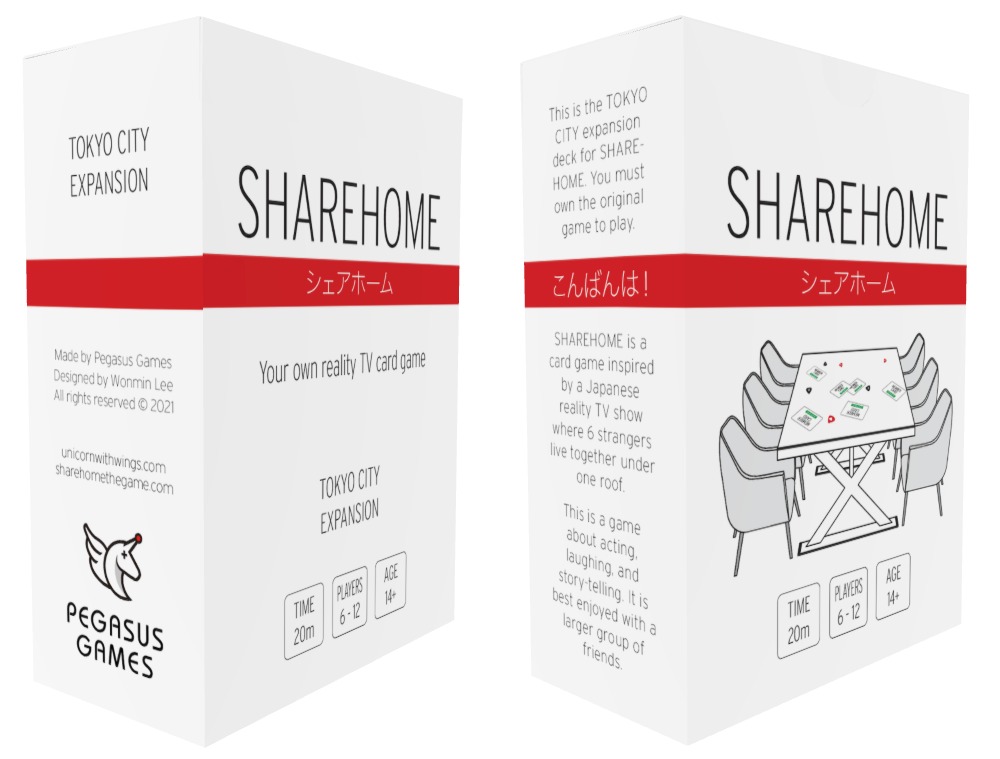 TOKYO CITY
EXPANSION
Made by Pegasus Games
Designed by Wonmin Lee
All rights reserved © 2021
unicornwithwings.com
sharehomethegame.com
PEGASUS
GAMES
SHAREHOME
シェアホーム
Your own reality TV card game
TOKYO CITY
EXPANSION
TIME
20m
PLAYERS
6 - 12
AGE
14+
This is the TOKYO
CITY expansion
deck for SHARE-
HOME. You must
own the original
game to play.
こんばんは!
SHAREHOME is a
card game inspired
by a Japanese
reality TV show
where 6 strangers
live together under
one roof.
This is a game
about acting,
laughing, and
story-telling. It is
best enjoyed with a
larger group of
friends.
SHAREHOME
シェアホーム
TIME
20m
PLAYERS
6 - 12
AGE
14+